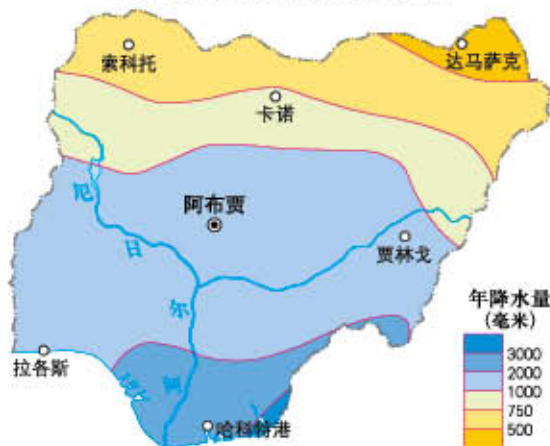 索科托
达马萨克
卡诺
尼
日
尔
河
阿布贾
贾林戈
拉各斯
哈科特港
年降水量
(毫米)
3000
2000
1000
750
500